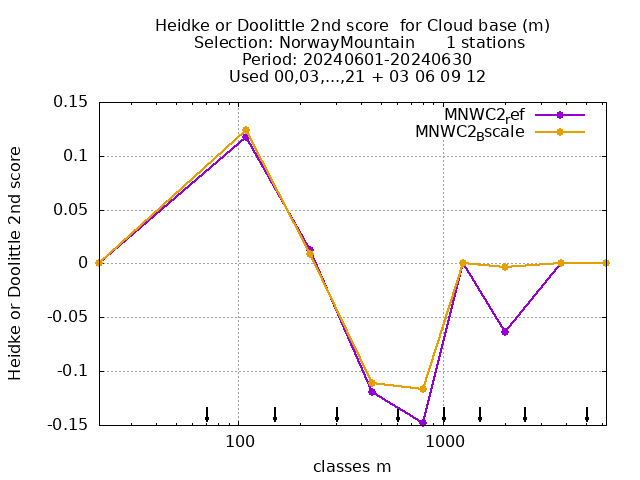 Heidke or Doolittle 2nd score  for Cloud base (m)
Selection: NorwayMountain      1 stations
Period: 20240601-20240630
Used 00,03,...,21 + 03 06 09 12
MNWC2ref
MNWC2Bscale
0.15
0.1
0.05
0
-0.05
-0.1
-0.15
Heidke or Doolittle 2nd score
100
1000
classes m